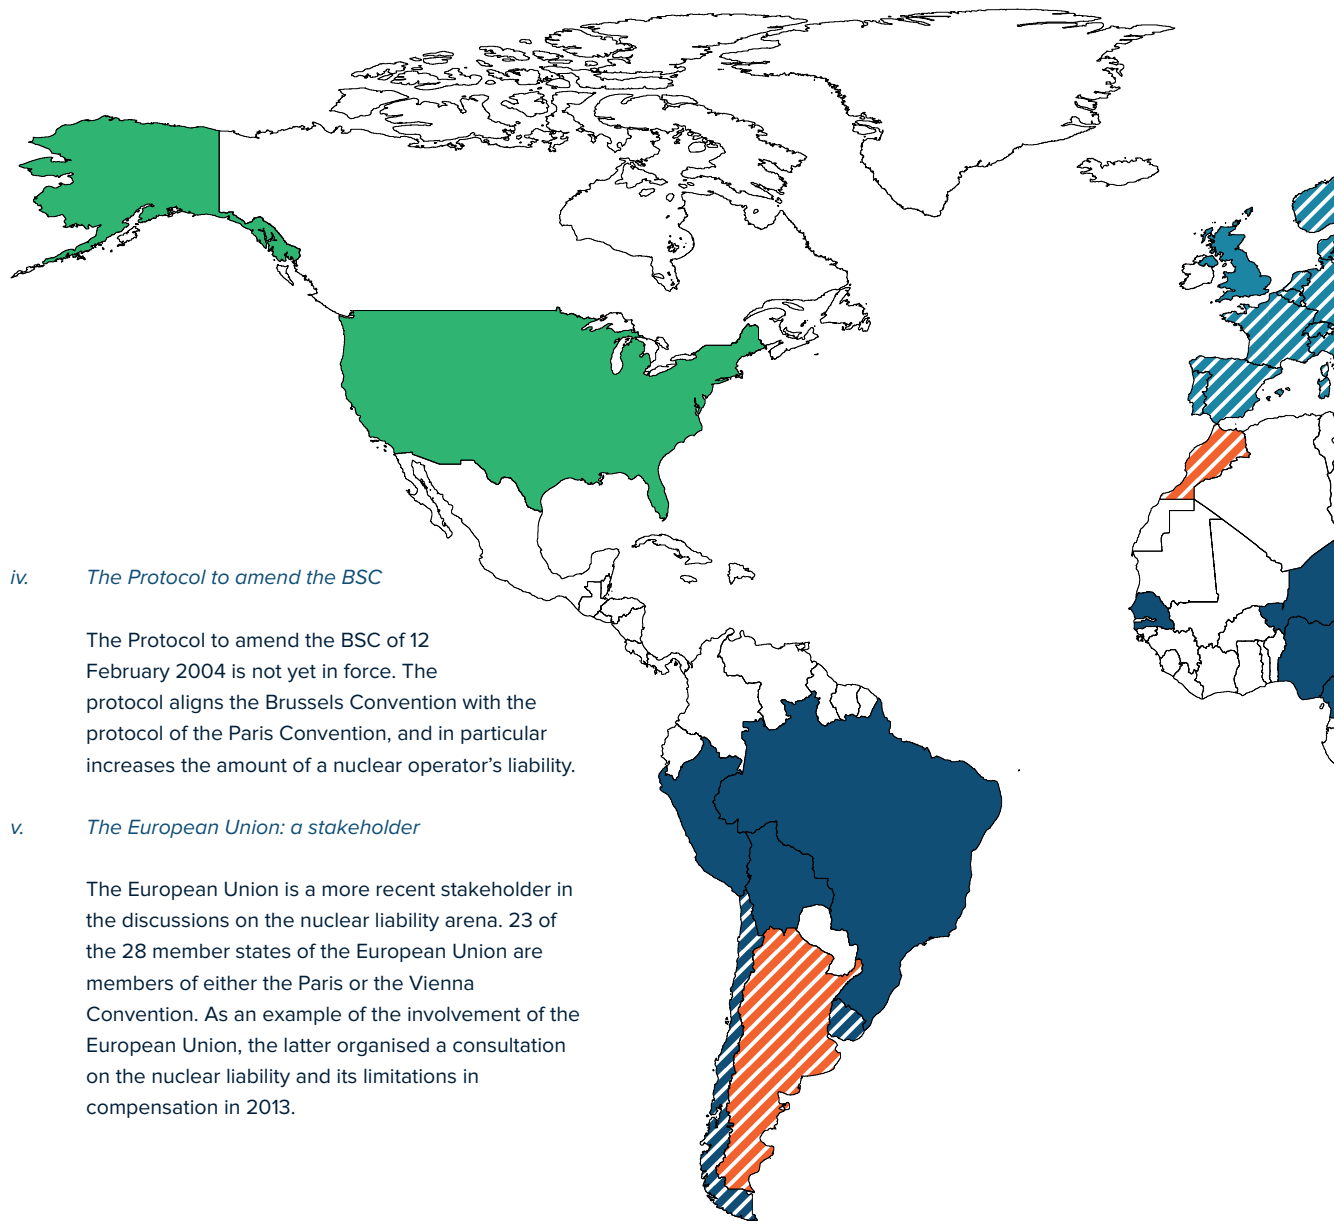 iv. The Protocol to amend the BSC
The Protocol to amend the BSC of 12
February 2004 is not yet in force. The
protocol aligns the Brussels Convention with the
protocol of the Paris Convention, and in particular
increases the amount of a nuclear operator’s liability.
v. The European Union: a stakeholder
The European Union is a more recent stakeholder in
the discussions on the nuclear liability arena. 23 of
the 28 member states of the European Union are
members of either the Paris or the Vienna
Convention. As an example of the involvement of the
European Union, the latter organised a consultation
on the nuclear liability and its limitations in
compensation in 2013.